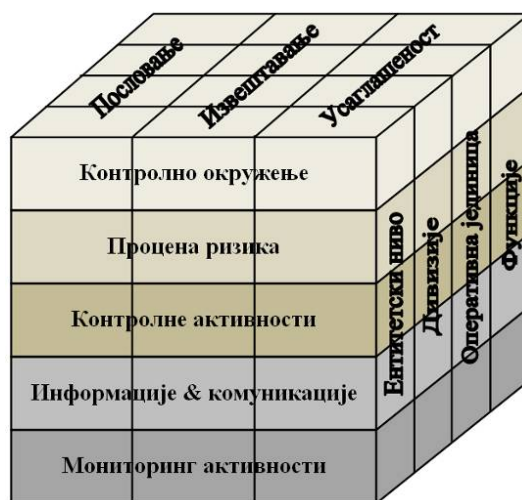 Пословање
Извештавање
Усаглашеност
Контролно окружење
Процена ризика
Контролне активности
Информације & комуникације
Мониторинг активности
Ентитетски ниво
Дивизије
Оперативна јединица
Функције